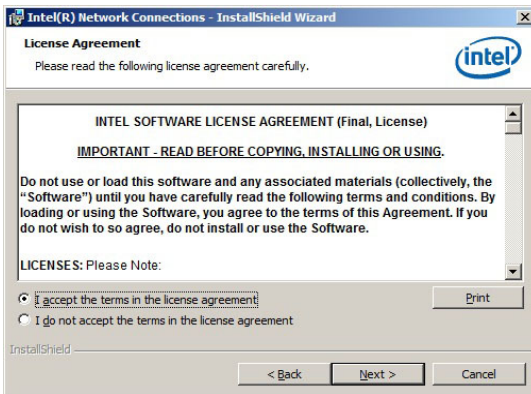 Intel(R) Network Connections - InstallShield Wizard
License Agreement
Please read the following license agreement carefully.
intel
INTEL SOFTWARE LICENSE AGREEMENT (Final, License)
IMPORTANT - READ BEFORE COPYING, INSTALLING OR USING.
Do not use or load this software and any associated materials (collectively, the
“Software”) until you have carefully read the following terms and conditions. By
loading or using the Software, you agree to the terms of this Agreement. If you
do not wish to so agree, do not install or use the Software.
LICENSES: Please Note:
I accept the terms in the license agreement
Print
I do not accept the terms in the license agreement
InstallShield
< Back
Next >
Cancel